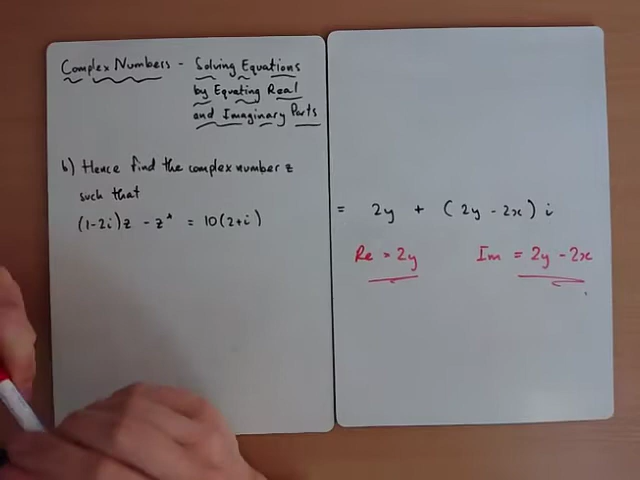 Complex Numbers - Solving Equations
by Equating Real
and Imaginary Parts
b) Hence find the complex number z
such that
(1-2i)z - z* = 10(2+i)
= 2y + (2y - 2x) i
Re = 2y Im = 2y - 2x